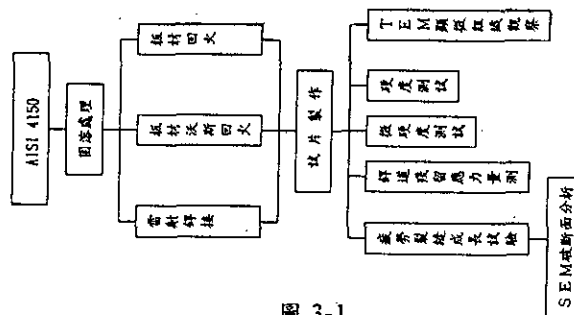 AISI 4150
固溶處理
板材回火
板材沃斯回火
雷射銲接
試片製作
TEM顯微組織觀察
硬度測試
微硬度測試
銲道殘留應力量測
疲勞裂縫成長試驗
SEM破斷面分析
圖 3-1